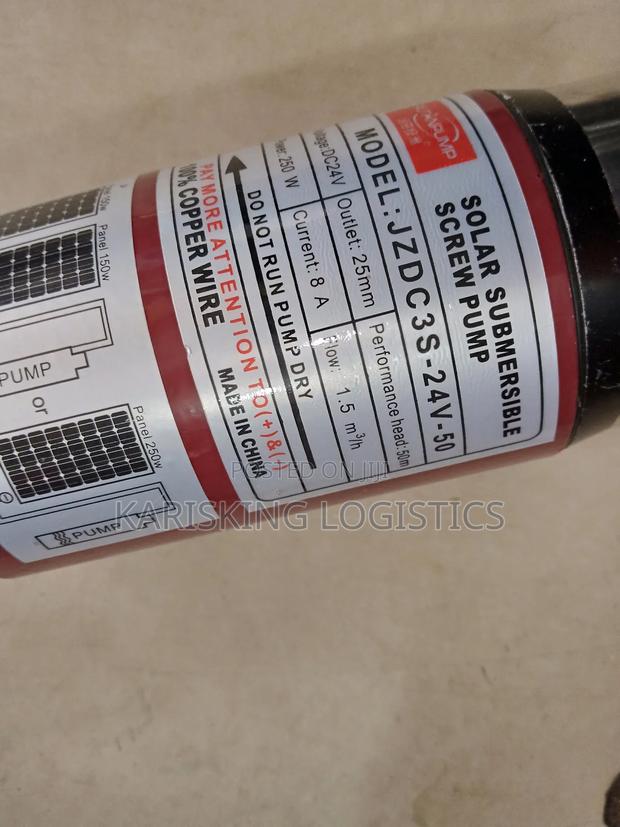 SOLAR SUBMERSIBLE
SCREW PUMP
MODEL:JZDC3S-24V-50
Voltage:DC24V Outlet: 25mm Performance head:50m
Power: 250 W Current: 8 A Flow: 1.5 m³/h
DO NOT RUN PUMP DRY
PAY MORE ATTENTION TO(+)&(-)
100% COPPER WIRE MADE IN CHINA
Panel 150w
PUMP
or
Panel 250w
PUMP
POSTED ON JIJI
KARISKING LOGISTICS